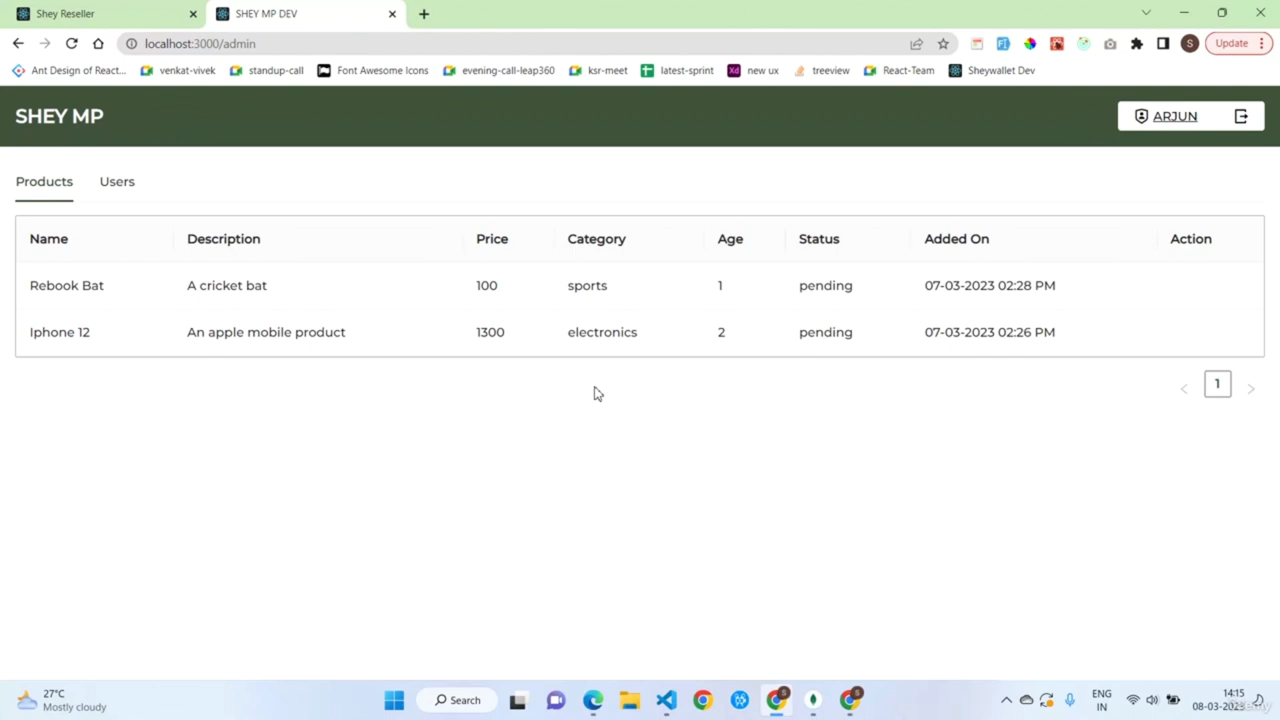 Shey Reseller
SHEY MP DEV
localhost:3000/admin
S
Update
Ant Design of React...
venkat-vivek
standup-call
Font Awesome Icons
evening-call-leap360
ksr-meet
latest-sprint
Xd new ux
treeview
React-Team
Sheywallet Dev
SHEY MP
ARJUN
Products Users
Name Description Price Category Age Status Added On Action
Rebook Bat A cricket bat 100 sports 1 pending 07-03-2023 02:28 PM
Iphone 12 An apple mobile product 1300 electronics 2 pending 07-03-2023 02:26 PM
1
27°C
Mostly cloudy
Search
ENG
IN
14:15
08-03-2023